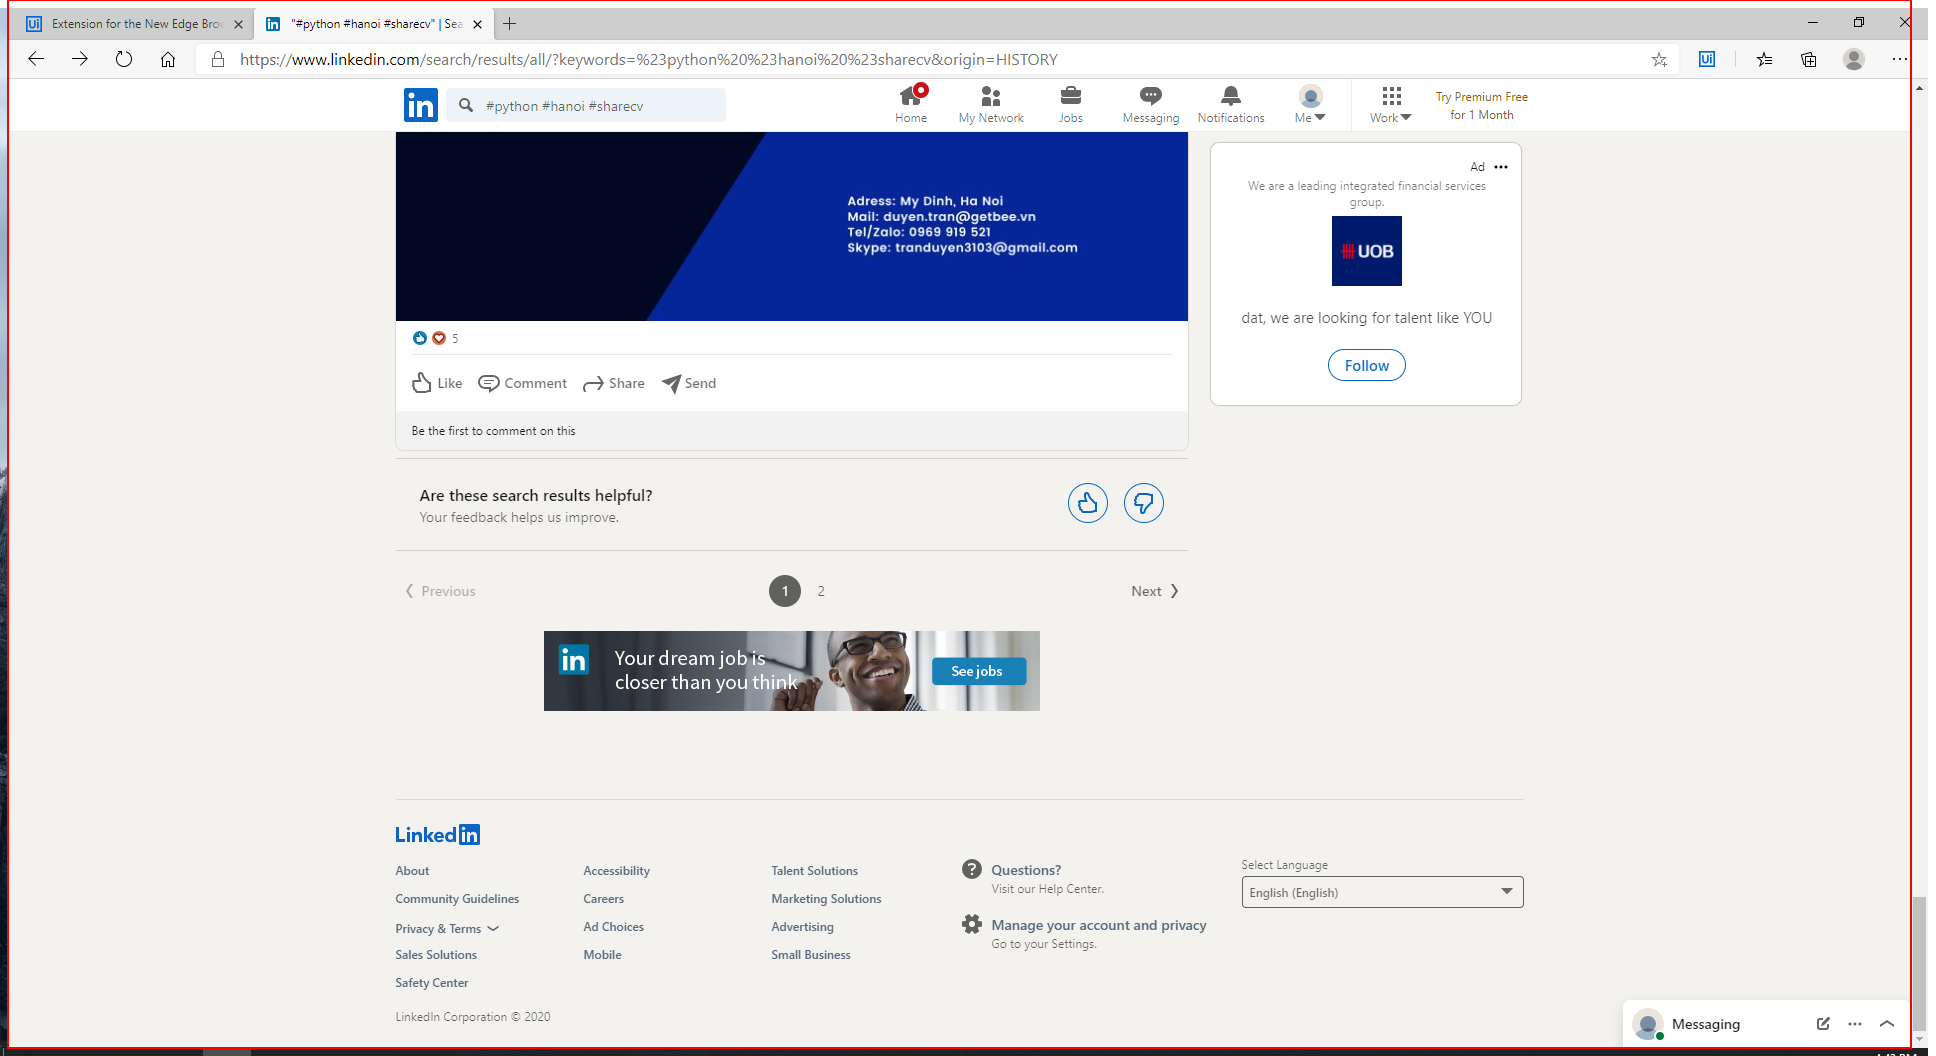 Extension for the New Edge Brow
"#python #hanoi #sharecv" | Sea
https://www.linkedin.com/search/results/all/?keywords=%23python%20%23hanoi%20%23sharecv&origin=HISTORY
in
#python #hanoi #sharecv
Home
My Network
Jobs
Messaging
Notifications
Me
Work
Try Premium Free
for 1 Month
Adress: My Dinh, Ha Noi
Mail: duyen.tran@getbee.vn
Tel/Zalo: 0969 919 521
Skype: tranduyen3103@gmail.com
5
Like
Comment
Share
Send
Be the first to comment on this
Ad
We are a leading integrated financial services
group.
UOB
dat, we are looking for talent like YOU
Follow
Are these search results helpful?
Your feedback helps us improve.
Previous
1
2
Next
in
Your dream job is
closer than you think
See jobs
Linked in
About
Community Guidelines
Privacy & Terms
Sales Solutions
Safety Center
Accessibility
Careers
Ad Choices
Mobile
Talent Solutions
Marketing Solutions
Advertising
Small Business
Questions?
Visit our Help Center.
Manage your account and privacy
Go to your Settings.
Select Language
English (English)
LinkedIn Corporation © 2020
Messaging